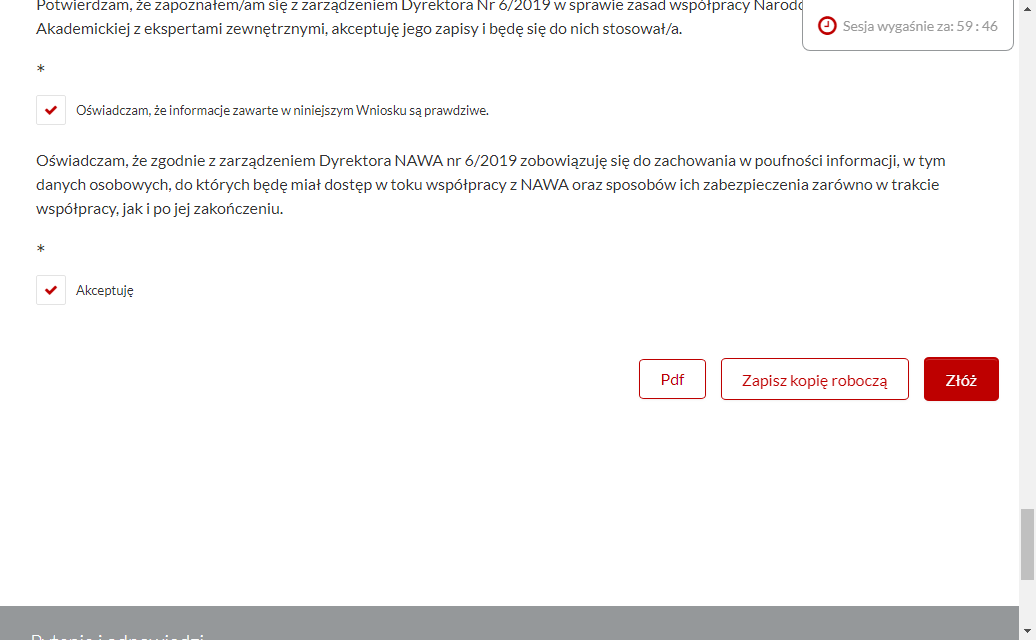 Potwierdzam, że zapoznałem/am się z zarządzeniem Dyrektora Nr 6/2019 w sprawie zasad współpracy
Akademickiej z ekspertami zewnętrznymi, akceptuję jego zapisy i będę się do nich stosował/a.
Sesja wygaśnie za: 59 : 46
*
Oświadczam, że informacje zawarte w niniejszym Wniosku są prawdziwe.
Oświadczam, że zgodnie z zarządzeniem Dyrektora NAWA nr 6/2019 zobowiązuję się do zachowania w poufności informacji, w tym
danych osobowych, do których będę miał dostęp w toku współpracy z NAWA oraz sposobów ich zabezpieczenia zarówno w trakcie
współpracy, jak i po jej zakończeniu.
*
Akceptuję
Pdf
Zapisz kopię roboczą
Złóż
Pytania i odpowiedzi